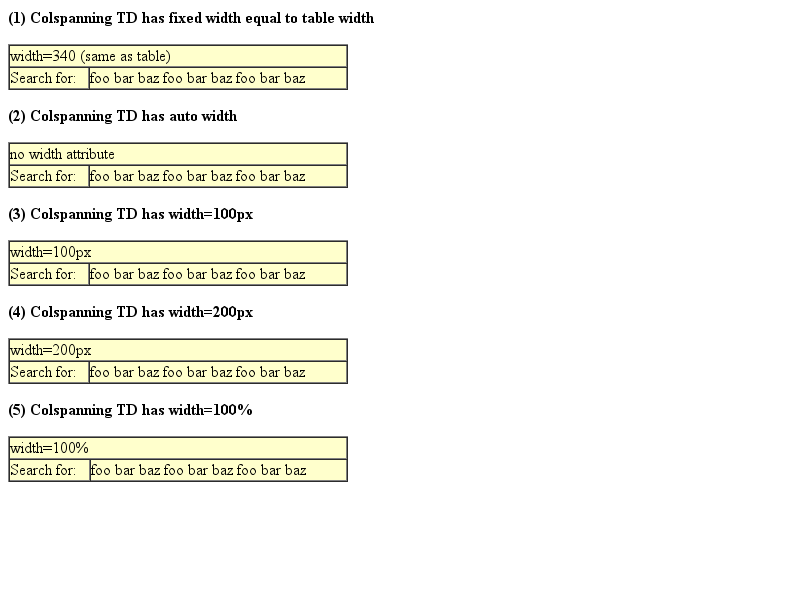 (1) Colspanning TD has fixed width equal to table width
width=340 (same as table)
Search for: foo bar baz foo bar baz foo bar baz
(2) Colspanning TD has auto width
no width attribute
Search for: foo bar baz foo bar baz foo bar baz
(3) Colspanning TD has width=100px
width=100px
Search for: foo bar baz foo bar baz foo bar baz
(4) Colspanning TD has width=200px
width=200px
Search for: foo bar baz foo bar baz foo bar baz
(5) Colspanning TD has width=100%
width=100%
Search for: foo bar baz foo bar baz foo bar baz